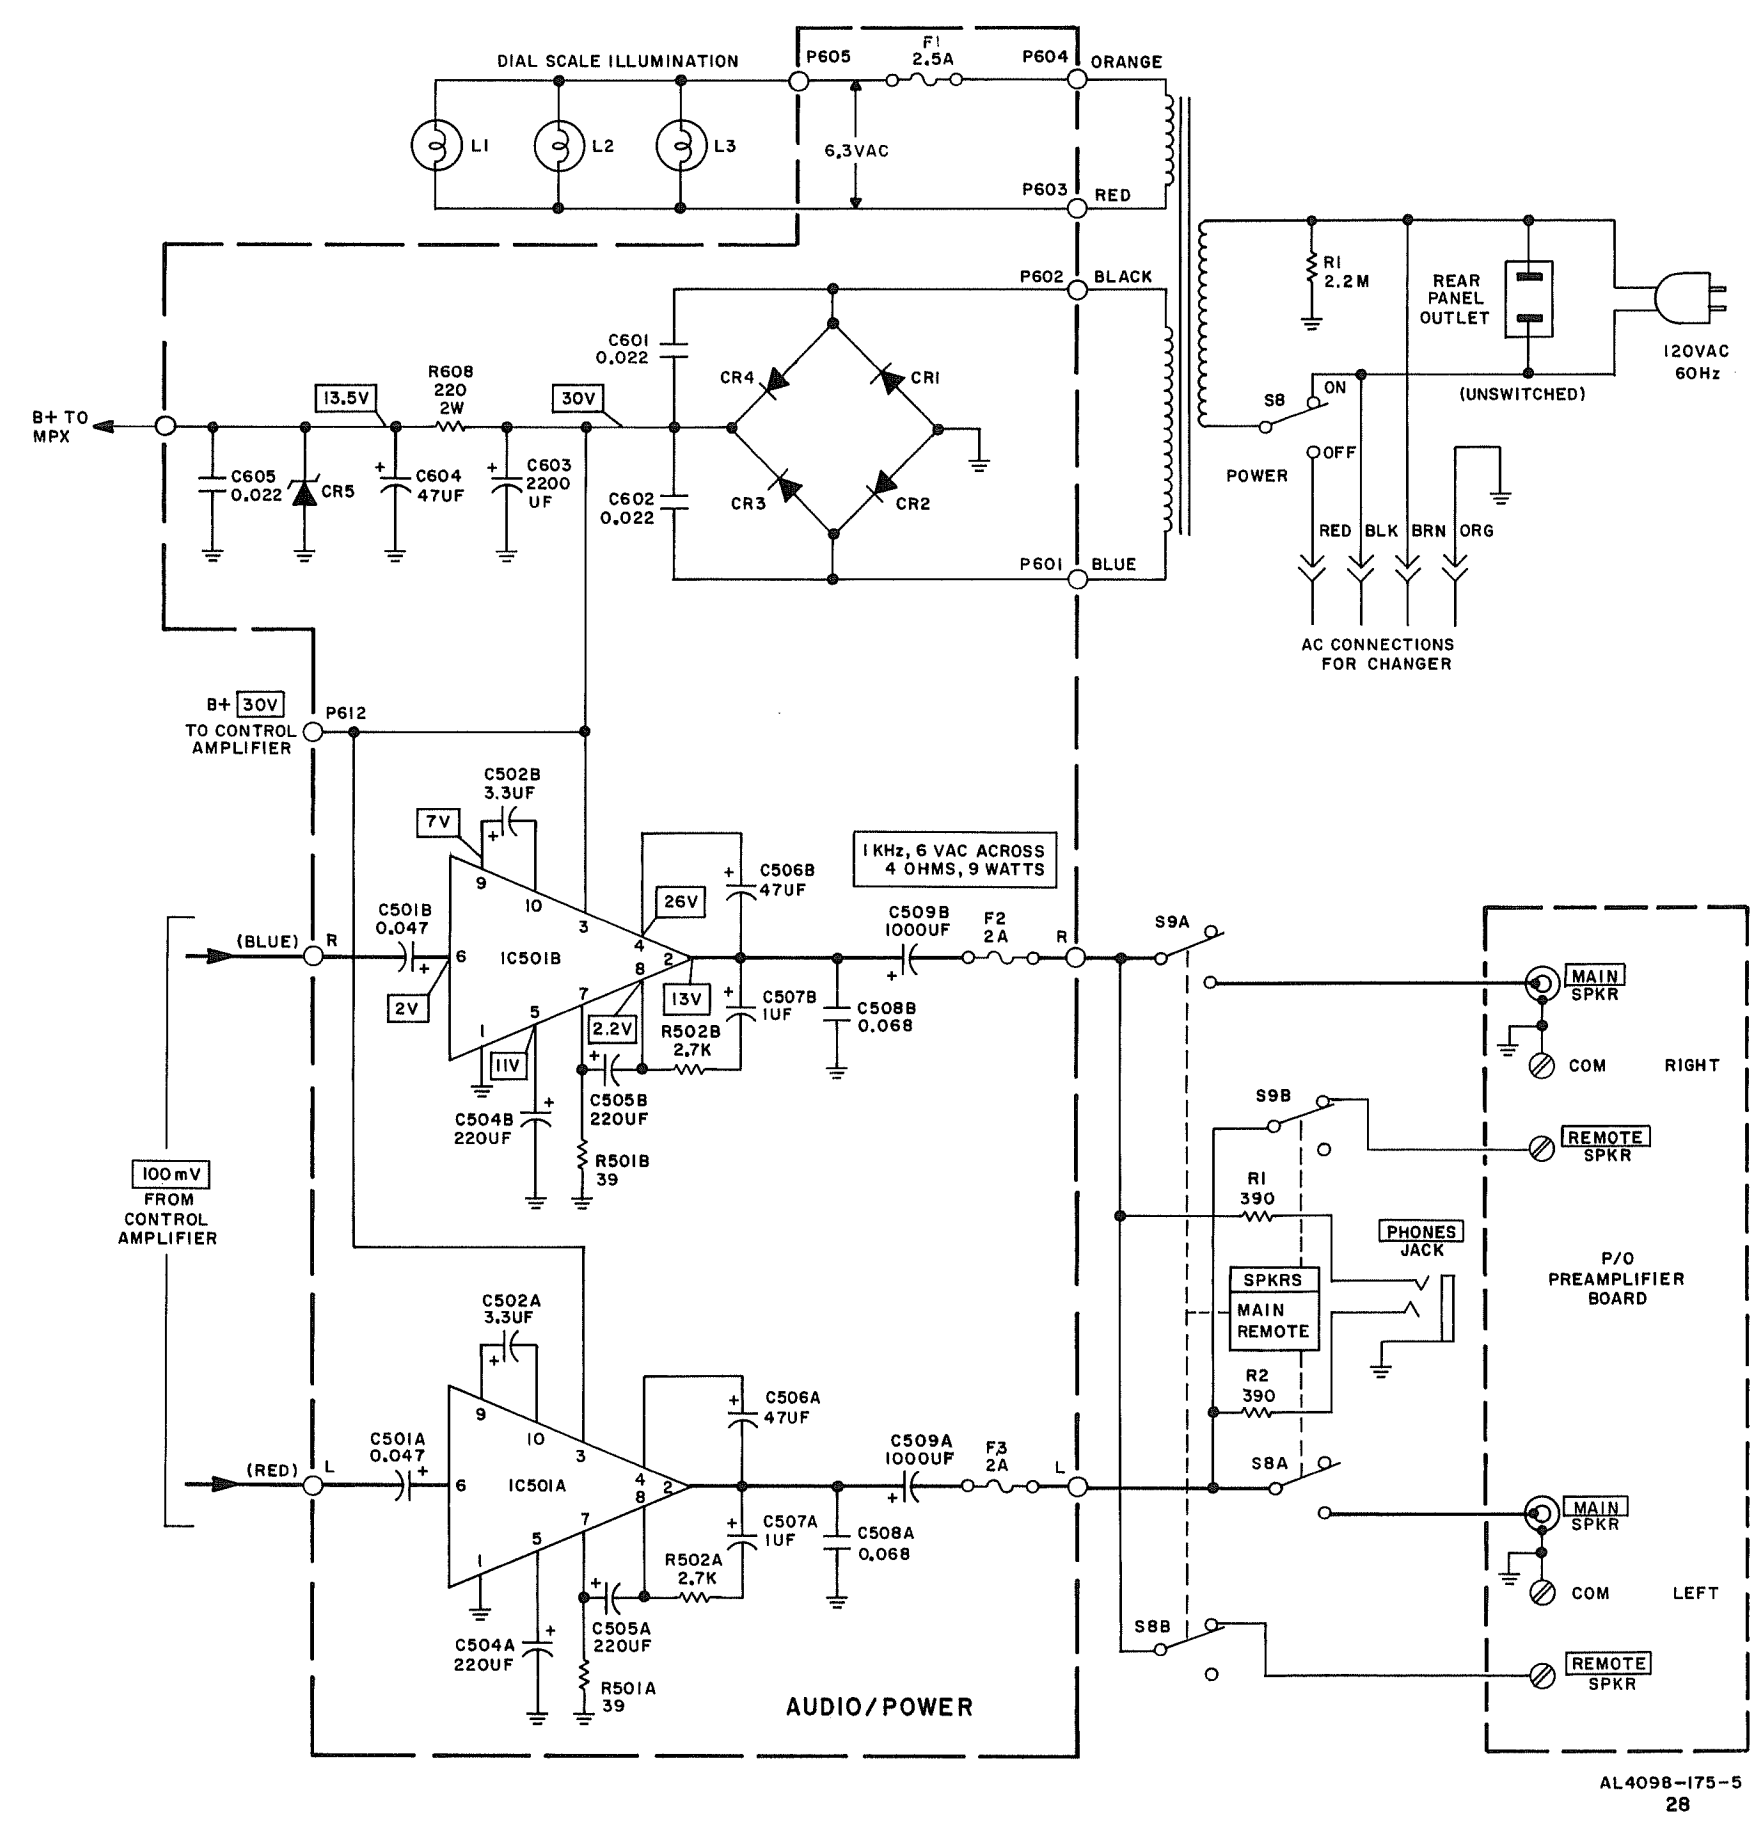 DIAL SCALE ILLUMINATION
P605
F1
2.5A
P604
ORANGE
L1
L2
L3
6.3VAC
P603
RED
P602
BLACK
R1
2.2M
REAR
PANEL
OUTLET
120VAC
60Hz
(UNSWITCHED)
C601
0.022
CR4
CR1
R608
220
2W
13.5V
30V
B+ TO
MPX
S8
ON
OFF
POWER
C605
0.022
CR5
+
C604
47UF
+
C603
2200
UF
C602
0.022
CR3
CR2
RED
BLK
BRN
ORG
P601
BLUE
AC CONNECTIONS
FOR CHANGER
B+ 30V
TO CONTROL
AMPLIFIER
P612
C502B
3.3UF
+
7V
9
10
3
C506B
+
47UF
1 KHz, 6 VAC ACROSS
4 OHMS, 9 WATTS
26V
C501B
0.047
+
(BLUE)
R
6
IC501B
4
2
8
C509B
1000UF
+
F2
2A
R
S9A
MAIN
SPKR
2V
7
5
1
13V
+
C507B
1UF
C508B
0.068
2.2V
R502B
2.7K
11V
COM
RIGHT
+
C505B
220UF
C504B
220UF
+
S9B
REMOTE
SPKR
R501B
39
100mV
FROM
CONTROL
AMPLIFIER
R1
390
PHONES
JACK
P/O
PREAMPLIFIER
BOARD
SPKRS
MAIN
REMOTE
C502A
3.3UF
+
R2
390
9
10
3
+
C506A
47UF
C501A
0.047
+
(RED)
L
6
IC501A
4
2
8
C509A
1000UF
+
F3
2A
L
S8A
MAIN
SPKR
7
5
1
+
C507A
1UF
C508A
0.068
R502A
2.7K
COM
LEFT
+
C505A
220UF
C504A
220UF
+
S8B
REMOTE
SPKR
R501A
39
AUDIO/POWER
AL4098-175-5
28